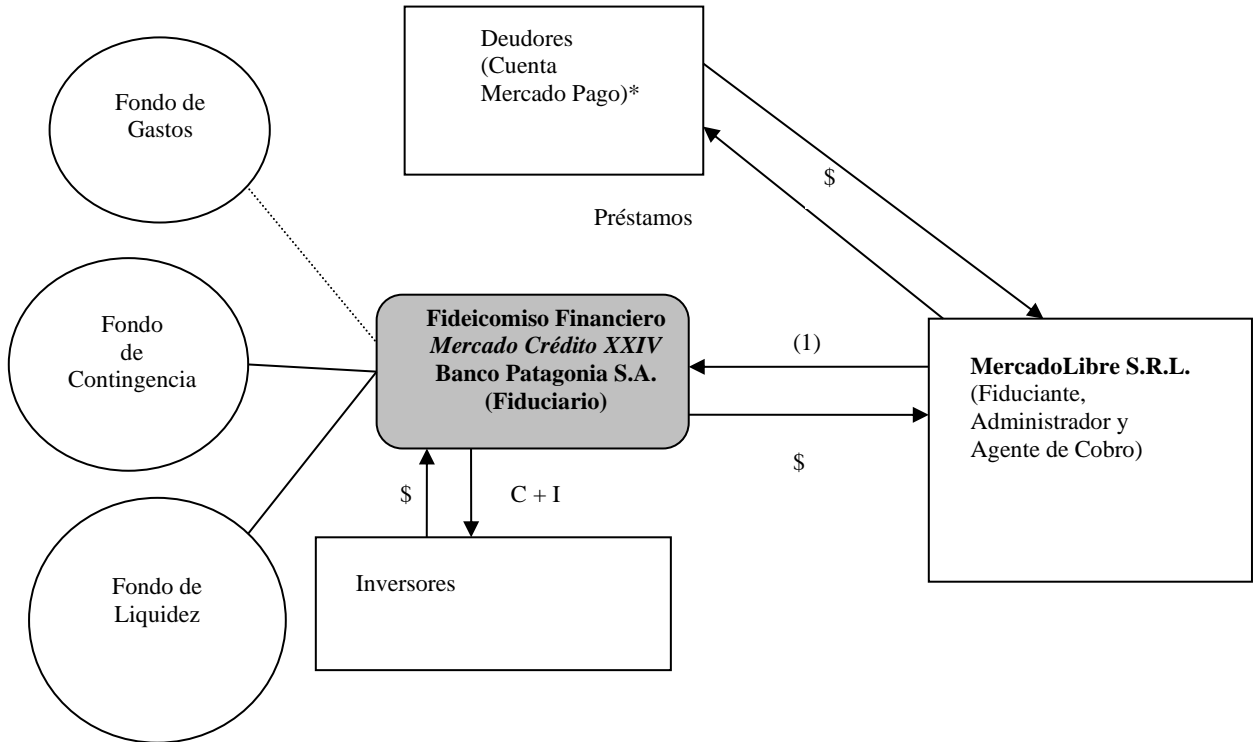 Deudores
(Cuenta
Mercado Pago)*
Fondo de
Gastos
$
Préstamos
Fondo
de
Contingencia
Fideicomiso Financiero
Mercado Crédito XXIV
Banco Patagonia S.A.
(Fiduciario)
(1)
MercadoLibre S.R.L.
(Fiduciante,
Administrador y
Agente de Cobro)
$
$
C + I
Fondo de
Liquidez
Inversores